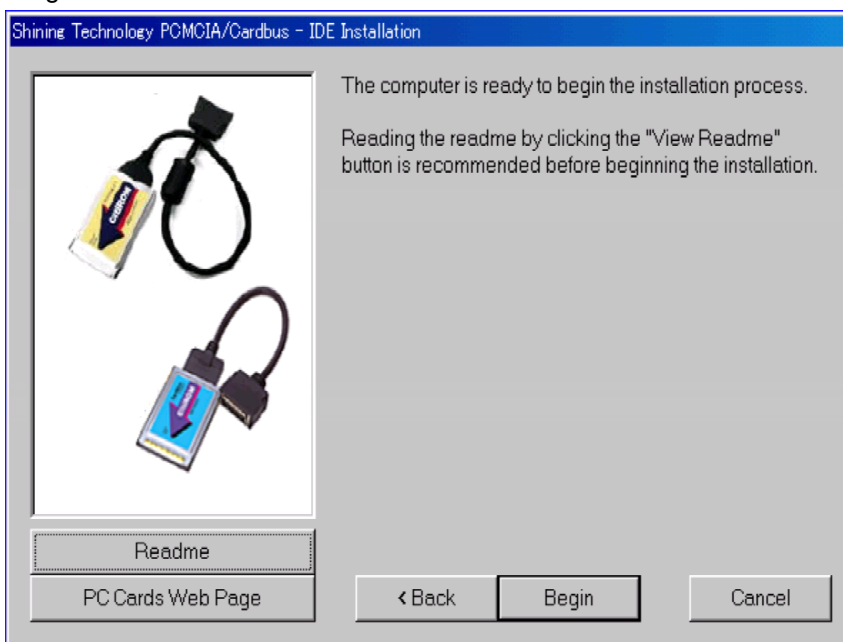 Shining Technology PCMCIA/Cardbus - IDE Installation
The computer is ready to begin the installation process.
Reading the readme by clicking the "View Readme"
button is recommended before beginning the installation.
Readme
PC Cards Web Page
< Back
Begin
Cancel